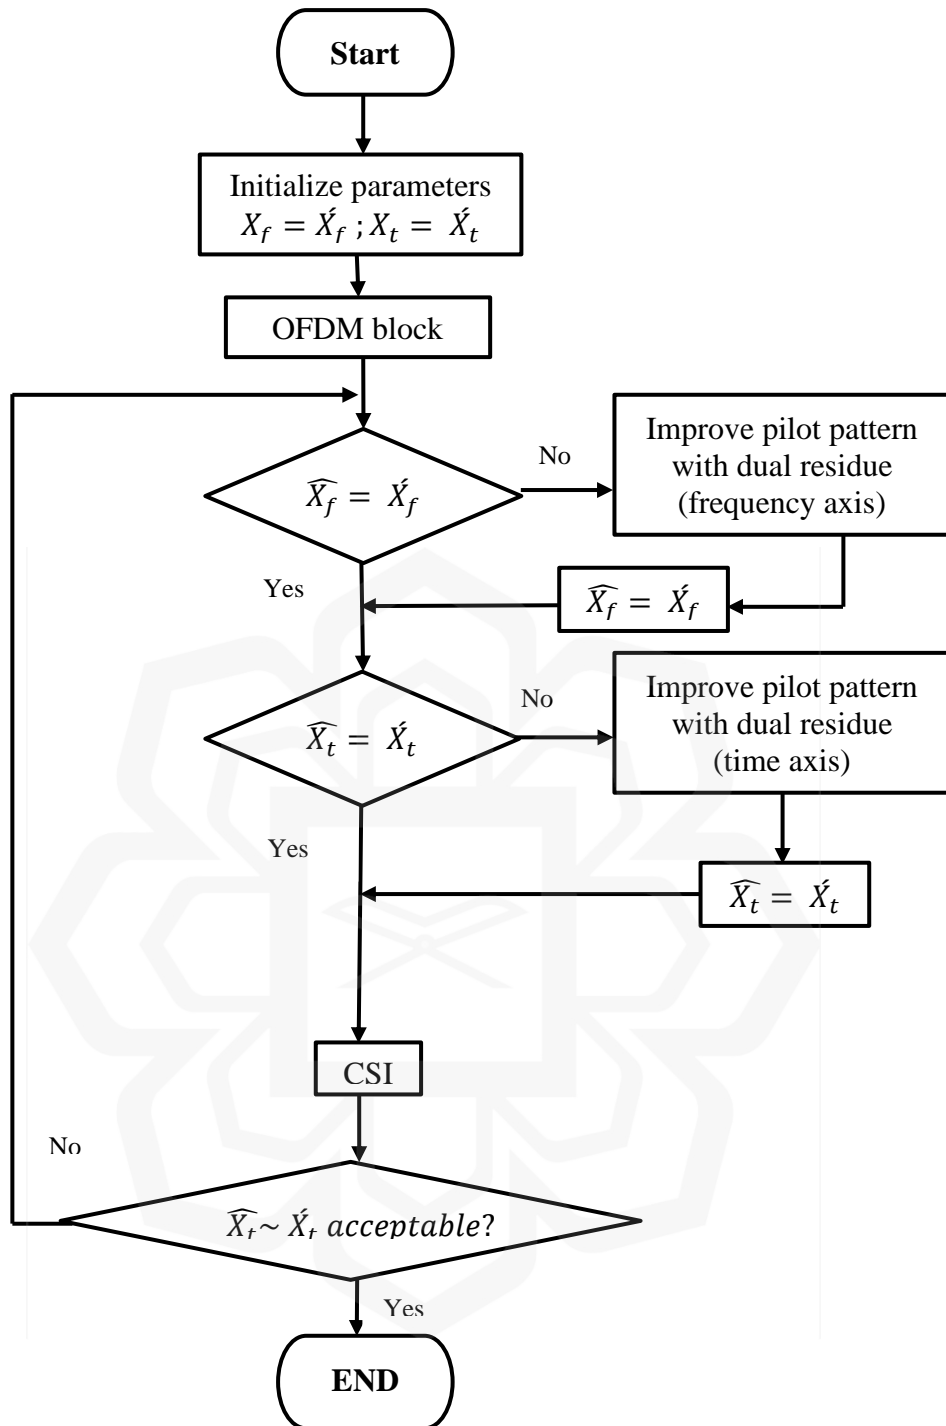 Start
Initialize parameters
X_f = X́_f ; X_t = X́_t
OFDM block
X̂_f = X́_f
No
Improve pilot pattern
with dual residue
(frequency axis)
Yes
X̂_f = X́_f
X̂_t = X́_t
No
Improve pilot pattern
with dual residue
(time axis)
Yes
X̂_t = X́_t
CSI
No
X̂_t ~ X́_t acceptable?
Yes
END